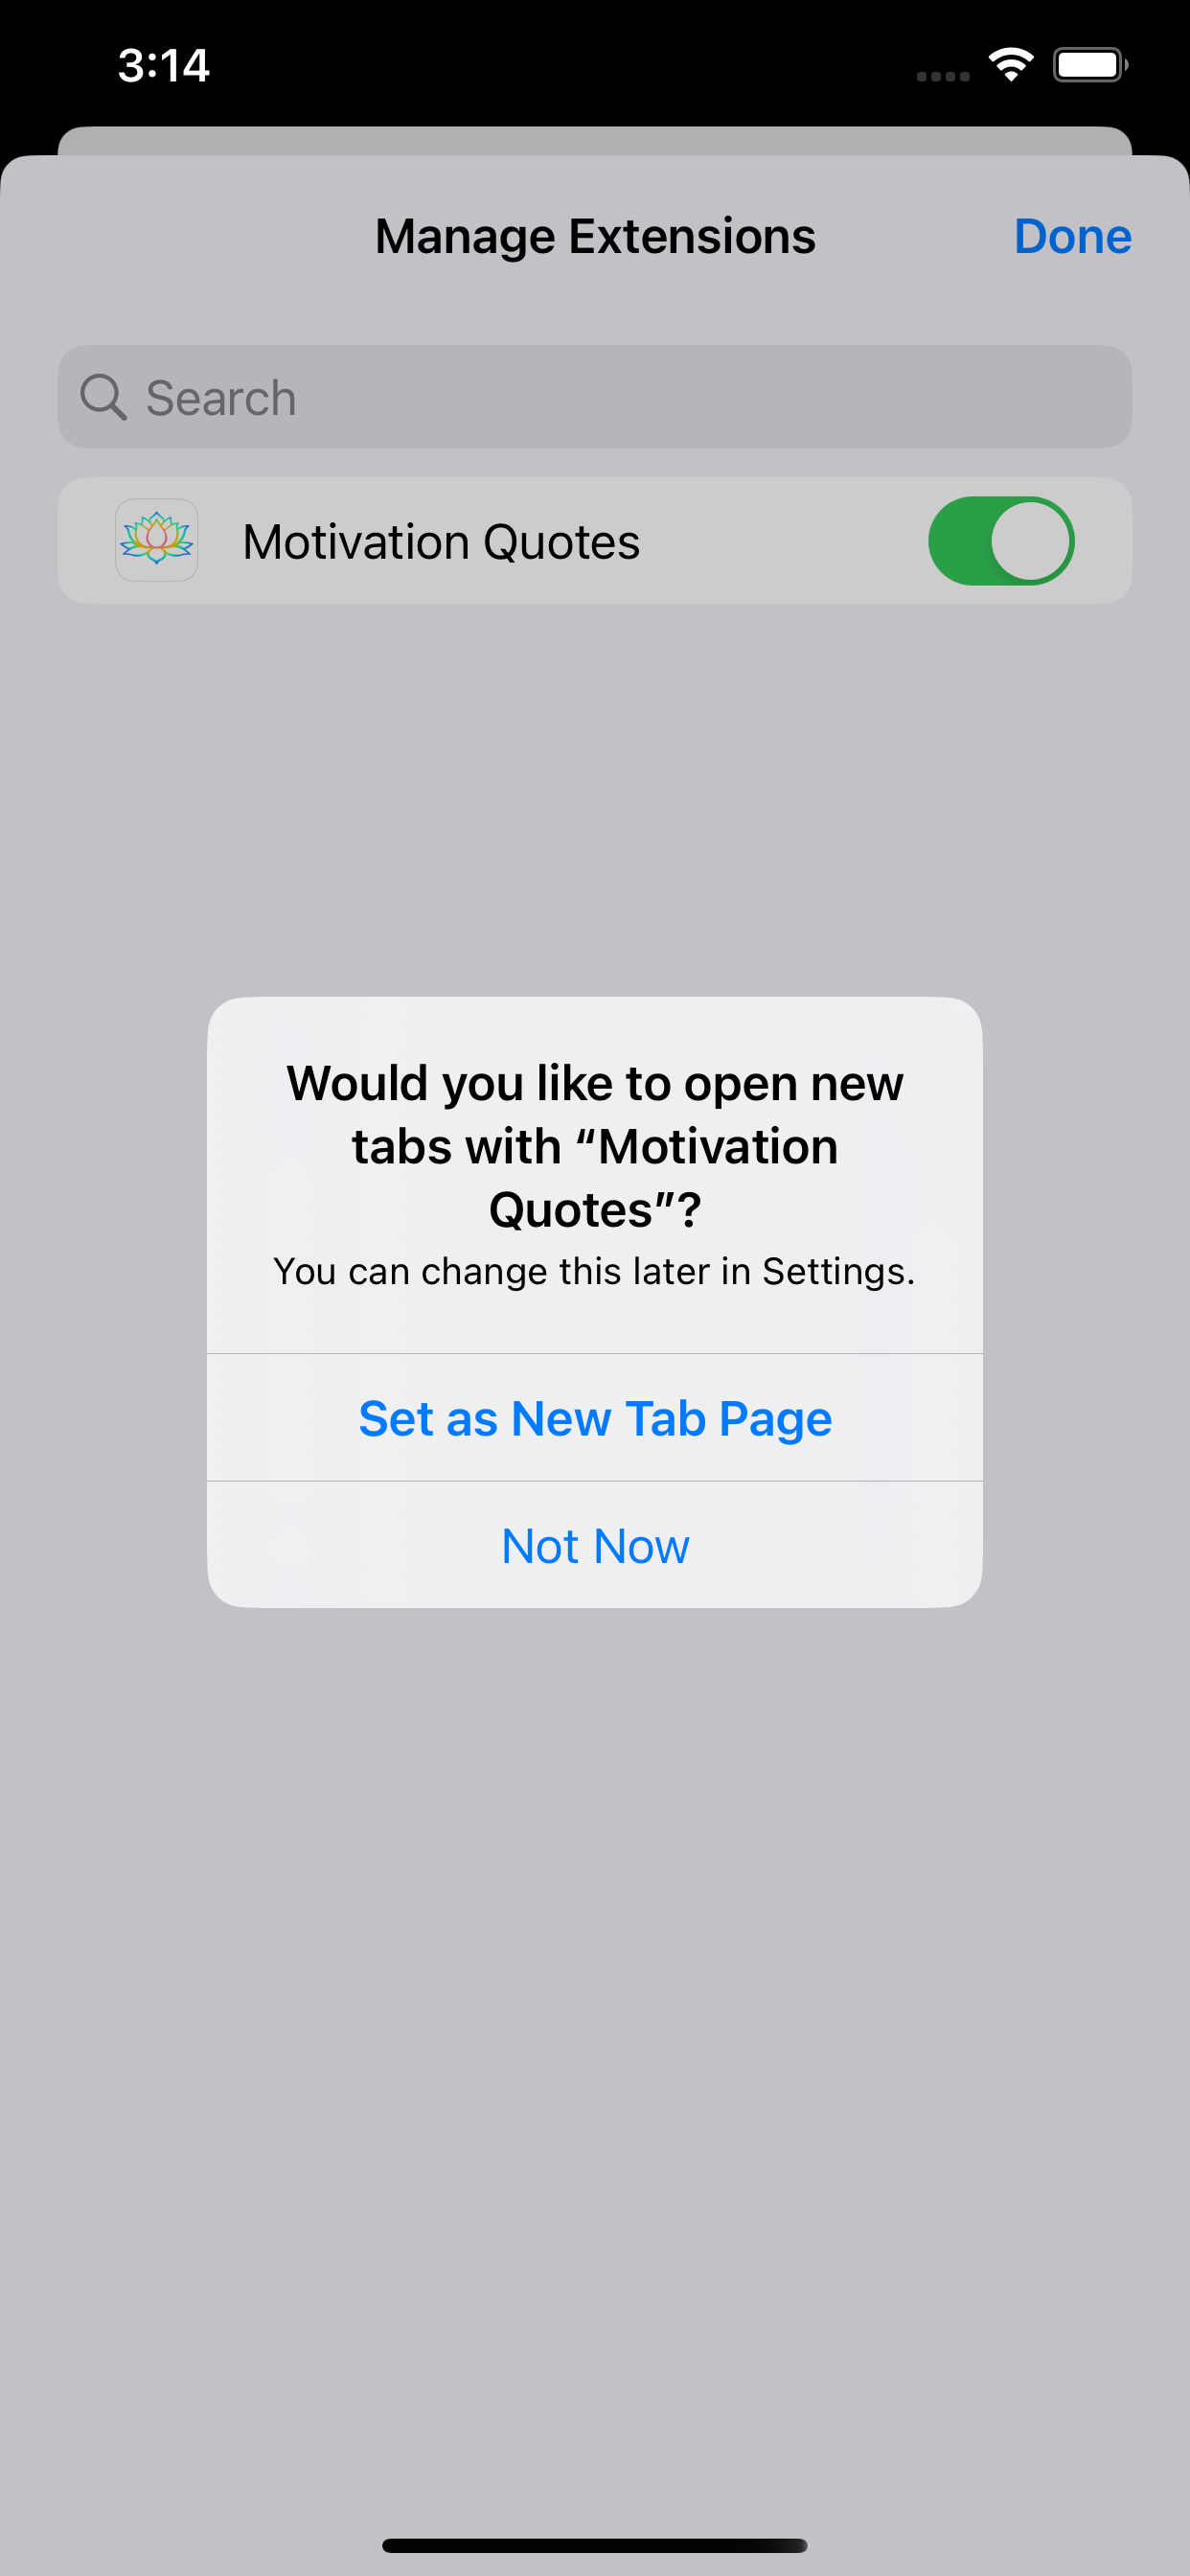 3:14
Manage Extensions
Done
Search
Motivation Quotes
Would you like to open new
tabs with “Motivation
Quotes”?
You can change this later in Settings.
Set as New Tab Page
Not Now